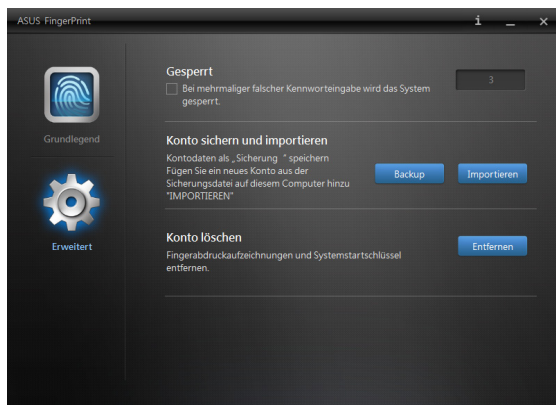 ASUS FingerPrint
Gesperrt
Bei mehrmaliger falscher Kennworteingabe wird das System
gesperrt.
3
Grundlegend
Konto sichern und importieren
Kontodaten als „Sicherung " speichern
Fügen Sie ein neues Konto aus der
Sicherungsdatei auf diesem Computer hinzu
"IMPORTIEREN"
Backup
Importieren
Erweitert
Konto löschen
Fingerabdruckaufzeichnungen und Systemstartschlüssel
entfernen.
Entfernen